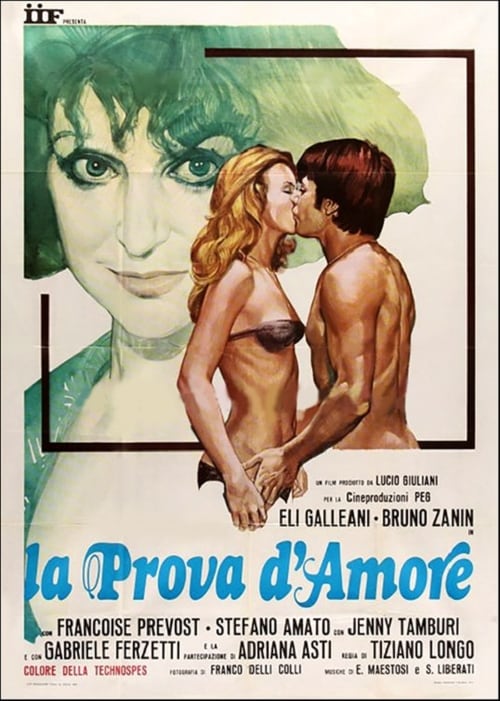 iiF PRESENTA
UN FILM PRODOTTO DA LUCIO GIULIANI
PER LA Cineproduzioni PEG
ELI GALLEANI • BRUNO ZANIN
IN
la Prova d'Amore
CON FRANCOISE PREVOST • STEFANO AMATO CON JENNY TAMBURI
E CON GABRIELE FERZETTI E LA PARTECIPAZIONE DI ADRIANA ASTI REGIA DI TIZIANO LONGO
COLORE DELLA TECHNOSPES FOTOGRAFIA DI FRANCO DELLI COLLI MUSICHE DI E. MAESTOSI e S. LIBERATI